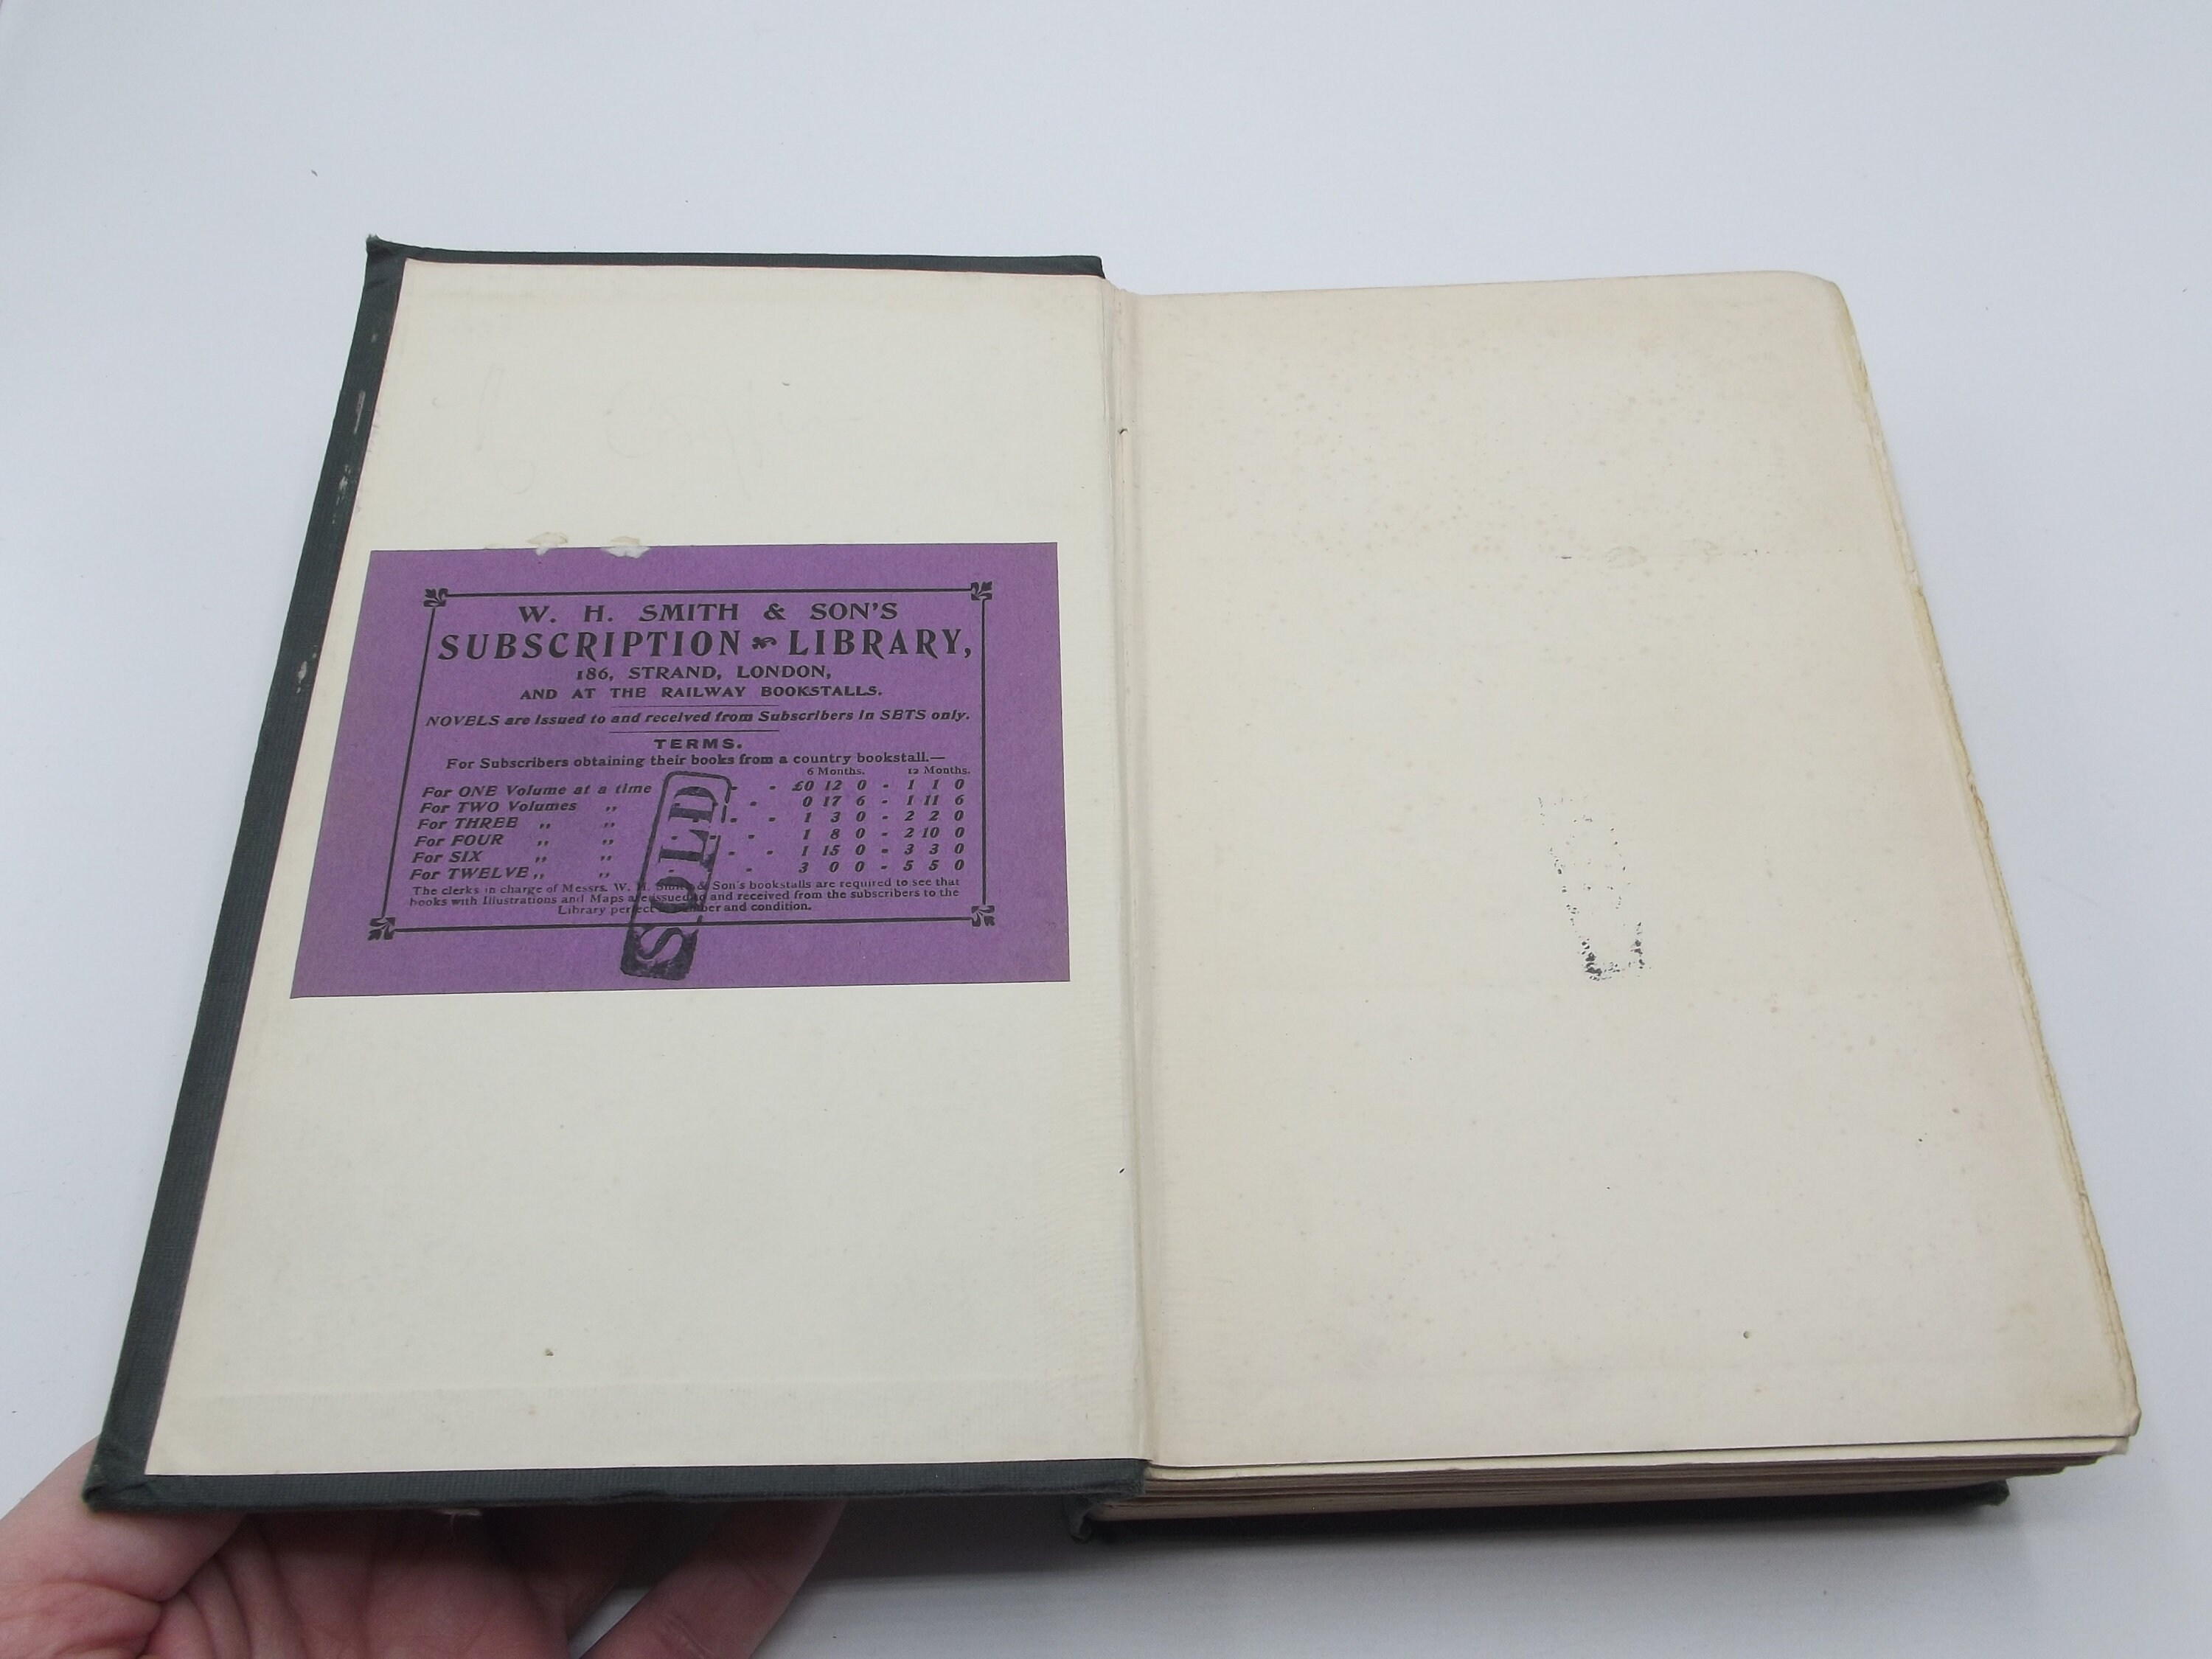 W. H. SMITH & SON'S
SUBSCRIPTION LIBRARY,
186, STRAND, LONDON,
AND AT THE RAILWAY BOOKSTALLS.
NOVELS are issued to and received from Subscribers in SETS only.
TERMS.
For Subscribers obtaining their books from a country bookstall.—
6 Months. 12 Months.
For ONE Volume at a time - - £0 12 0 - 1 1 0
For TWO Volumes ,, - 0 17 6 - 1 11 6
For THREE ,, ,, - - 1 3 0 - 2 2 0
For FOUR ,, ,, - - 1 8 0 - 2 10 0
For SIX ,, ,, - - 1 15 0 - 3 3 0
For TWELVE ,, ,, - 3 0 0 - 5 5 0
The clerks in charge of Messrs. W. H. Smith & Son's bookstalls are required to see that
books with Illustrations and Maps are issued to and received from the subscribers to the
Library perfect in number and condition.
SOLD